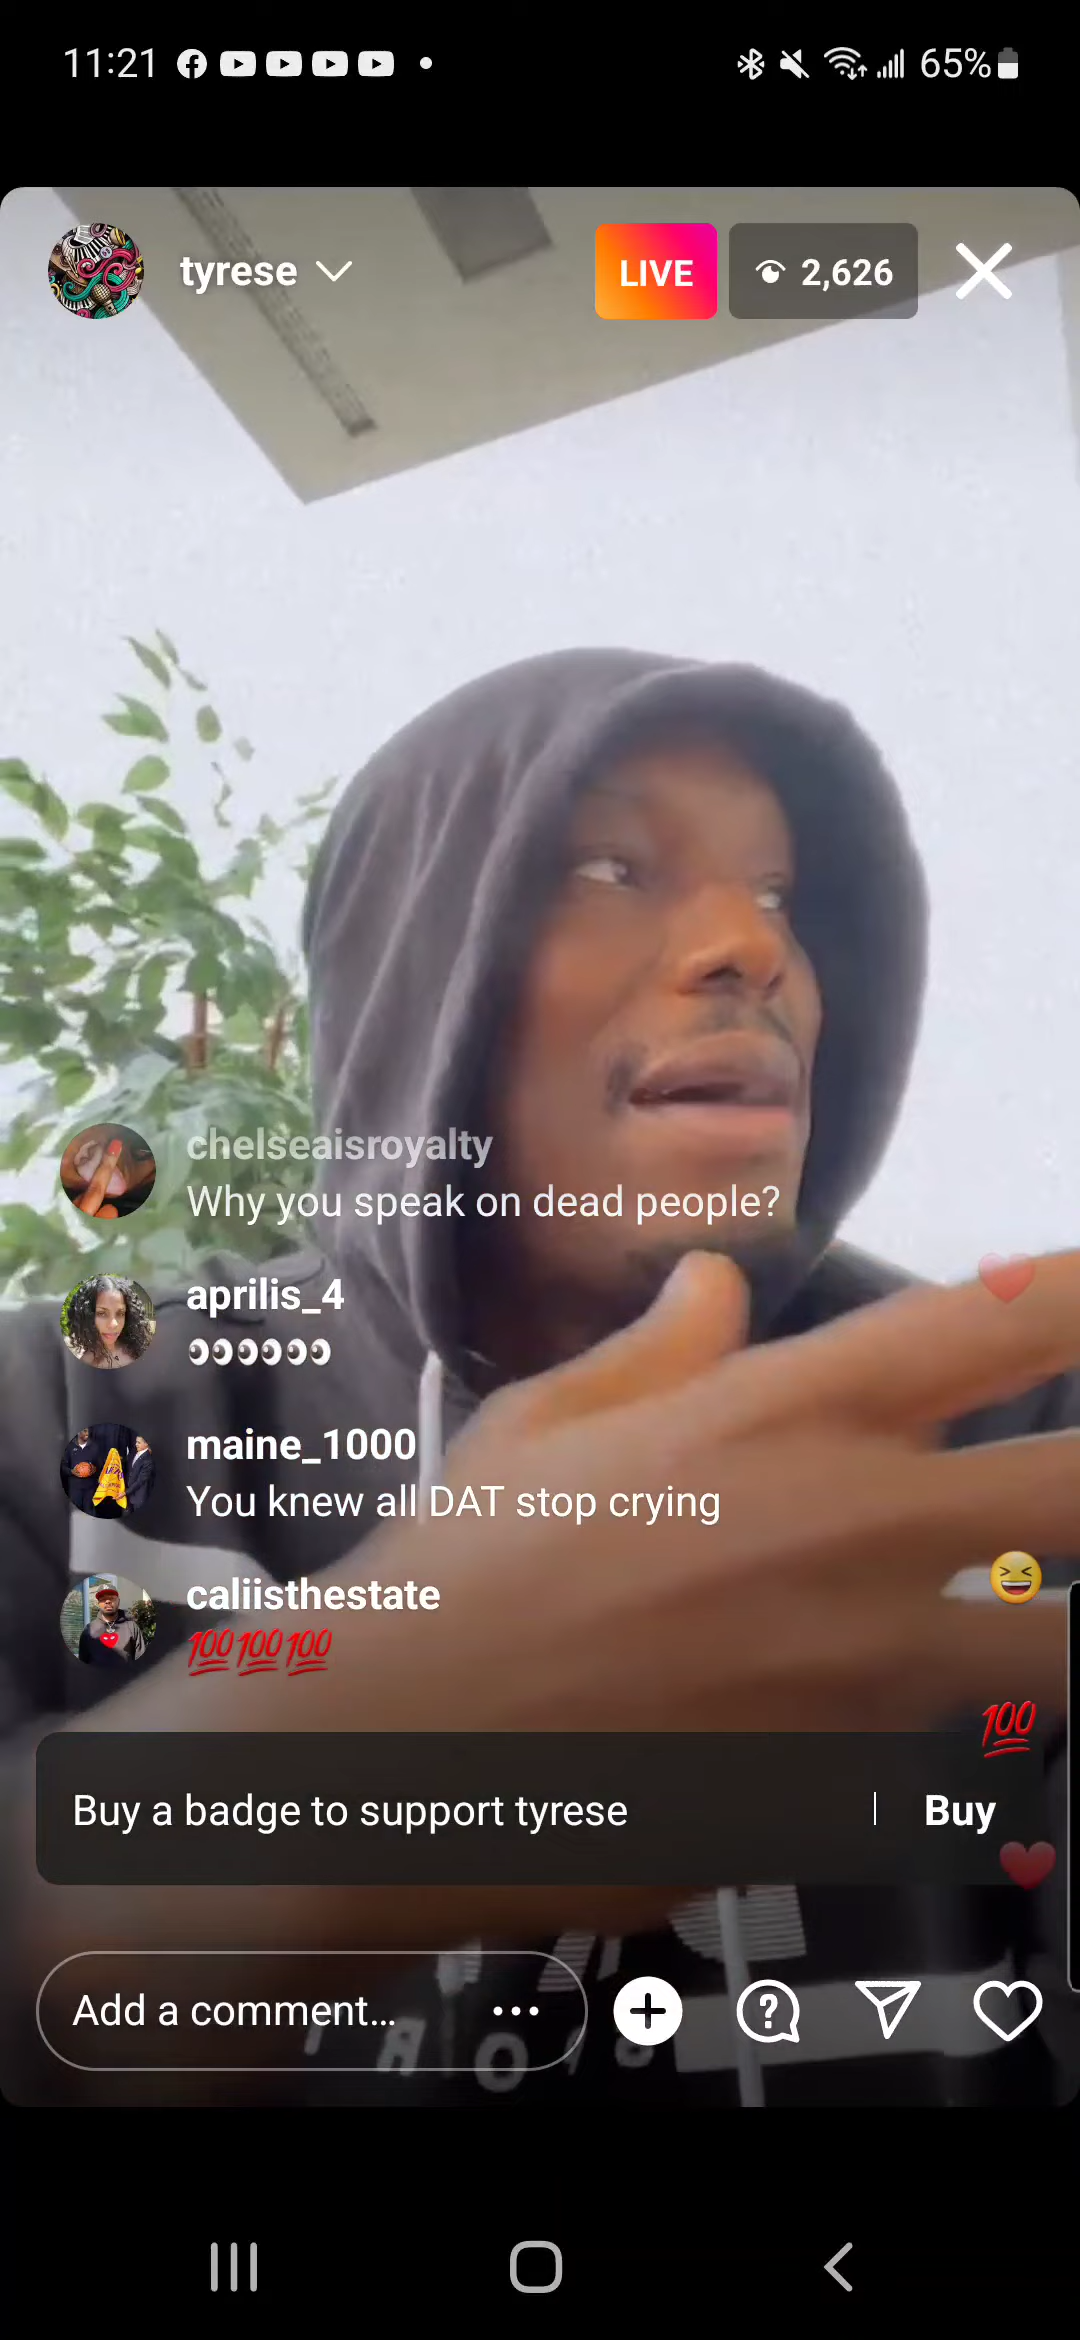 11:21
65%
tyrese
LIVE
2,626
chelseaisroyalty
Why you speak on dead people?
aprilis_4
👀👀👀👀👀👀
maine_1000
You knew all DAT stop crying
caliisthestate
💯💯💯
💯
Buy a badge to support tyrese
Buy
Add a comment...